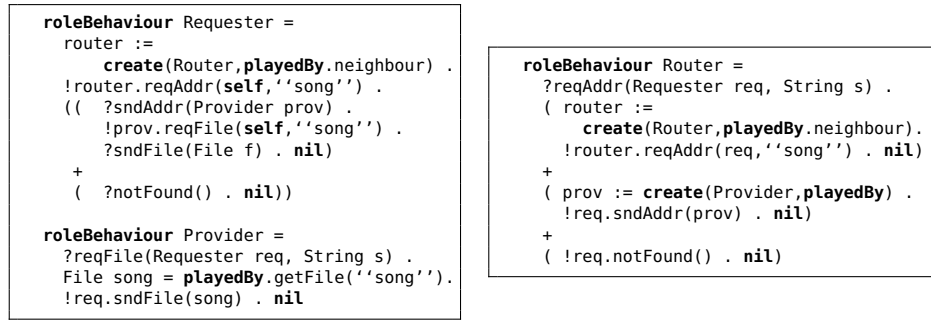 roleBehaviour Requester =
router :=
create(Router,playedBy.neighbour) .
!router.reqAddr(self,‘‘song’’) .
(( ?sndAddr(Provider prov) .
!prov.reqFile(self,‘‘song’’) .
?sndFile(File f) . nil)
+
( ?notFound() . nil))
roleBehaviour Provider =
?reqFile(Requester req, String s) .
File song = playedBy.getFile(‘‘song’’).
!req.sndFile(song) . nil
roleBehaviour Router =
?reqAddr(Requester req, String s) .
( router :=
create(Router,playedBy.neighbour).
!router.reqAddr(req,‘‘song’’) . nil)
+
( prov := create(Provider,playedBy) .
!req.sndAddr(prov) . nil)
+
( !req.notFound() . nil)